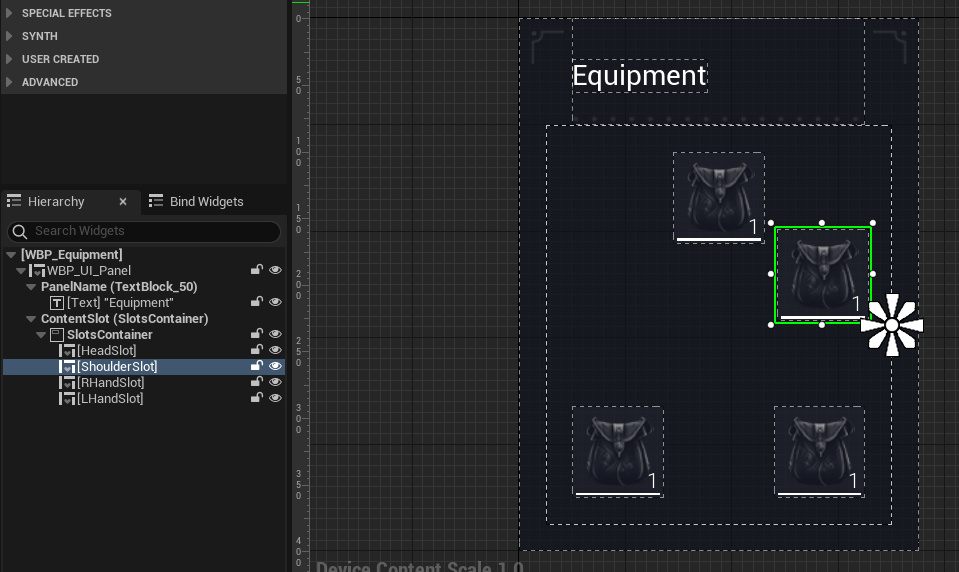 SPECIAL EFFECTS
SYNTH
USER CREATED
ADVANCED
Hierarchy
Bind Widgets
Search Widgets
[WBP_Equipment]
WBP_UI_Panel
PanelName (TextBlock_50)
[Text] "Equipment"
ContentSlot (SlotsContainer)
SlotsContainer
[HeadSlot]
[ShoulderSlot]
[RHandSlot]
[LHandSlot]
0
50
100
150
200
250
300
350
400
Equipment
1
1
1
1
Device Content Scale 1.0